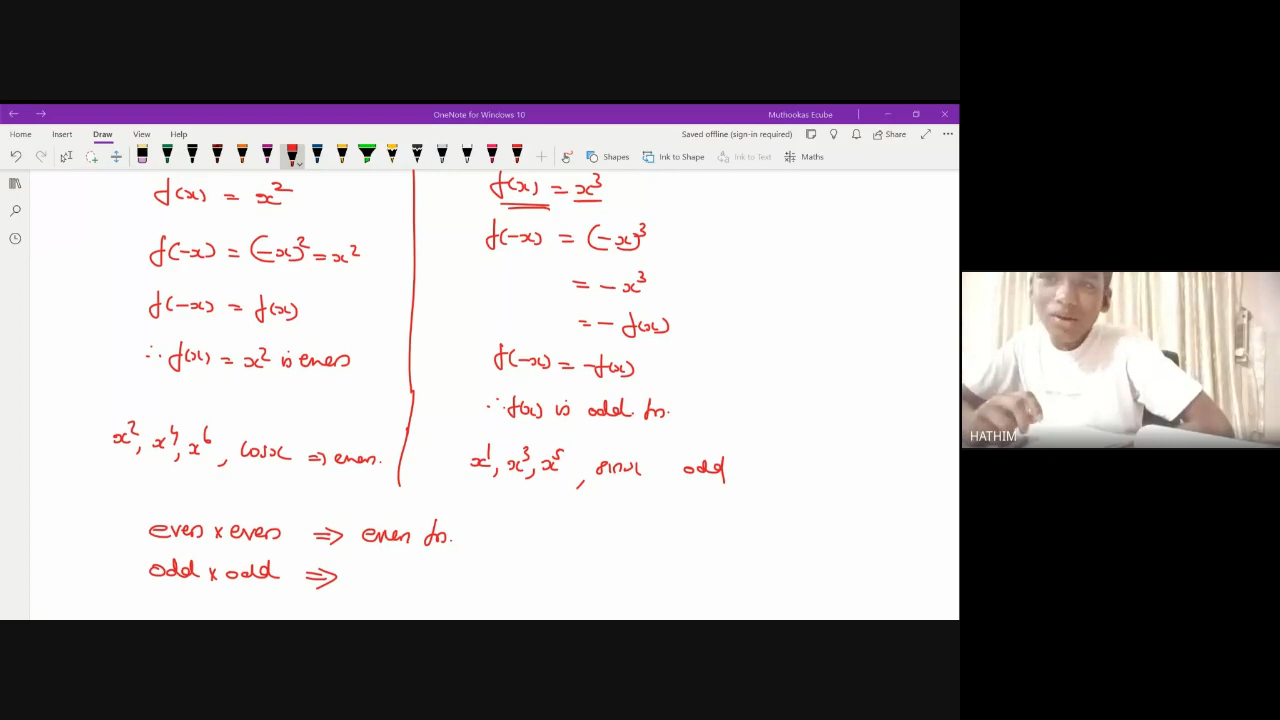 OneNote for Windows 10
Muthookas Ecube
Home Insert Draw View Help
Saved offline (sign-in required) Share
Shapes Ink to Shape Ink to Text Maths
f(x) = x²
f(-x) = (-x)² = x²
f(-x) = f(x)
∴ f(x) = x² is even
x², x⁴, x⁶, cosx ⇒ even.
f(x) = x³
f(-x) = (-x)³
= - x³
= - f(x)
f(-x) = -f(x)
∴ f(x) is odd fn.
x¹, x³, x⁵, sinx odd
even × even ⇒ even fn.
odd × odd ⇒
HATHIM